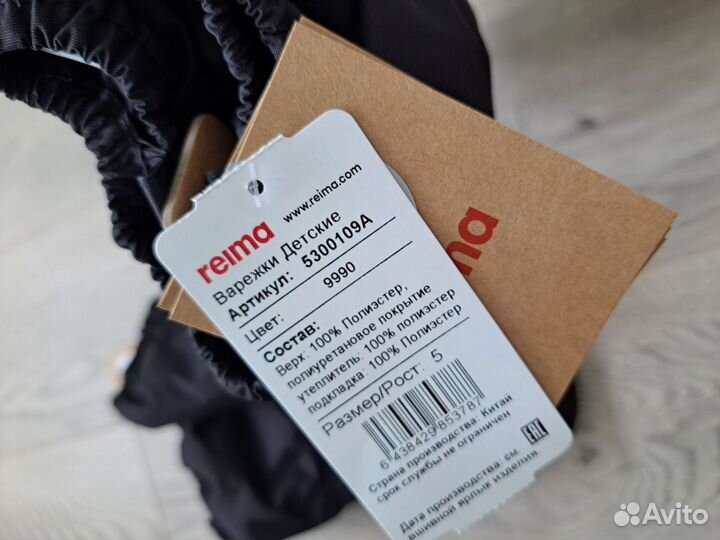 reima
www.reima.com
Варежки Детские
Артикул: 5300109A
Цвет: 9990
Состав:
Верх: 100% Полиэстер,
полиуретановое покрытие
утеплитель: 100% полиэстер
подкладка: 100% Полиэстер
Размер/Рост: 5
6 438429 853787
Страна производства: Китай
срок службы не ограничен
EAC
Дата производства: см.
вшивной ярлык изделия
ima
Avito